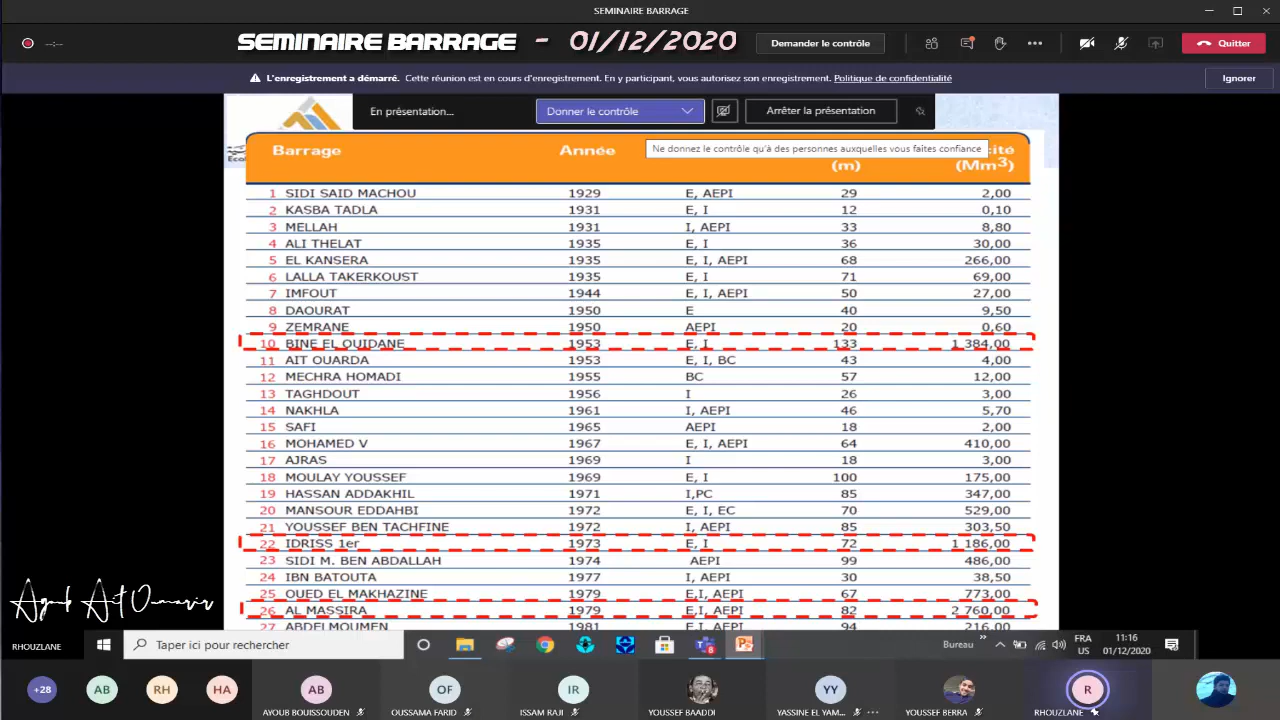 SEMINAIRE BARRAGE
--:--
SEMINAIRE BARRAGE - 01/12/2020
Demander le contrôle
Quitter
L'enregistrement a démarré. Cette réunion est en cours d'enregistrement. En y participant, vous autorisez son enregistrement. Politique de confidentialité
Ignorer
En présentation...
Donner le contrôle
Arrêter la présentation
Ne donnez le contrôle qu'à des personnes auxquelles vous faites confiance
Barrage Année (m) (Mm3)
1 SIDI SAID MACHOU 1929 E, AEPI 29 2,00
2 KASBA TADLA 1931 E, I 12 0,10
3 MELLAH 1931 I, AEPI 33 8,80
4 ALI THELAT 1935 E, I 36 30,00
5 EL KANSERA 1935 E, I, AEPI 68 266,00
6 LALLA TAKERKOUST 1935 E, I 71 69,00
7 IMFOUT 1944 E, I, AEPI 50 27,00
8 DAOURAT 1950 E 40 9,50
9 ZEMRANE 1950 AEPI 20 0,60
10 BINE EL OUIDANE 1953 E, I 133 1 384,00
11 AIT OUARDA 1953 E, I, BC 43 4,00
12 MECHRA HOMADI 1955 BC 57 12,00
13 TAGHDOUT 1956 I 26 3,00
14 NAKHLA 1961 I, AEPI 46 5,70
15 SAFI 1965 AEPI 18 2,00
16 MOHAMED V 1967 E, I, AEPI 64 410,00
17 AJRAS 1969 I 18 3,00
18 MOULAY YOUSSEF 1969 E, I 100 175,00
19 HASSAN ADDAKHIL 1971 I,PC 85 347,00
20 MANSOUR EDDAHBI 1972 E, I, EC 70 529,00
21 YOUSSEF BEN TACHFINE 1972 I, AEPI 85 303,50
22 IDRISS 1er 1973 E, I 72 1 186,00
23 SIDI M. BEN ABDALLAH 1974 AEPI 99 486,00
24 IBN BATOUTA 1977 I, AEPI 30 38,50
25 OUED EL MAKHAZINE 1979 E,I, AEPI 67 773,00
26 AL MASSIRA 1979 E,I, AEPI 82 2 760,00
27 ABDELMOUMEN 1981 E,I, AEPI 94 216,00
RHOUZLANE
Taper ici pour rechercher
Bureau
FRA
US
11:16
01/12/2020
+28
AB
RH
HA
AB
AYOUB BOUISSOUDEN
OF
OUSSAMA FARID
IR
ISSAM RAJI
YOUSSEF BAADDI
YY
YASSINE EL YAM...
YOUSSEF BERRA
R
RHOUZLANE